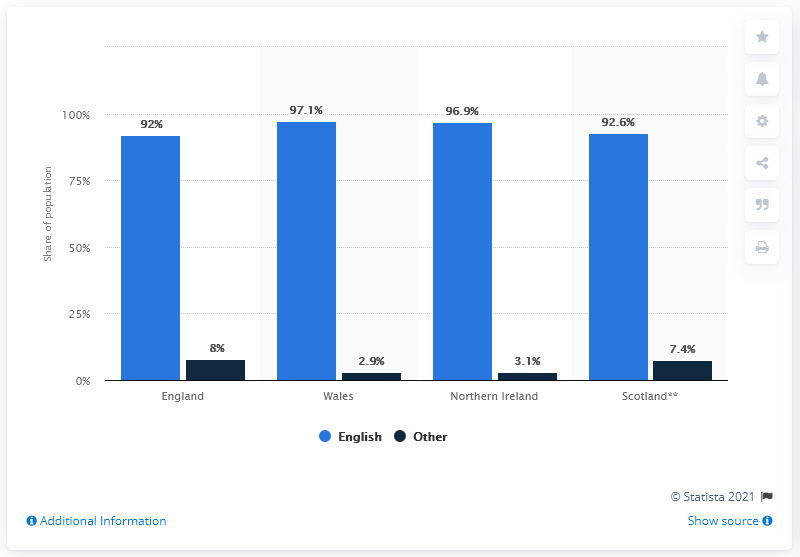 97.1%
96.9%
92%
92.6%
100%
75%
50%
25%
0%
Share of population
8%
2.9%
3.1%
7.4%
England
Wales
Northern Ireland
Scotland**
English
Other
© Statista 2021
Additional Information
Show source